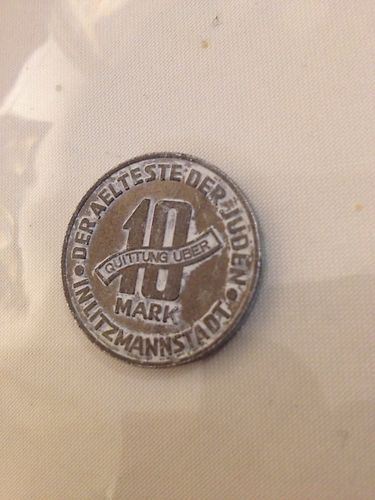 DER AELTESTE DER JUDEN
10
QUITTUNG ÜBER
MARK
• IN LITZMANNSTADT •